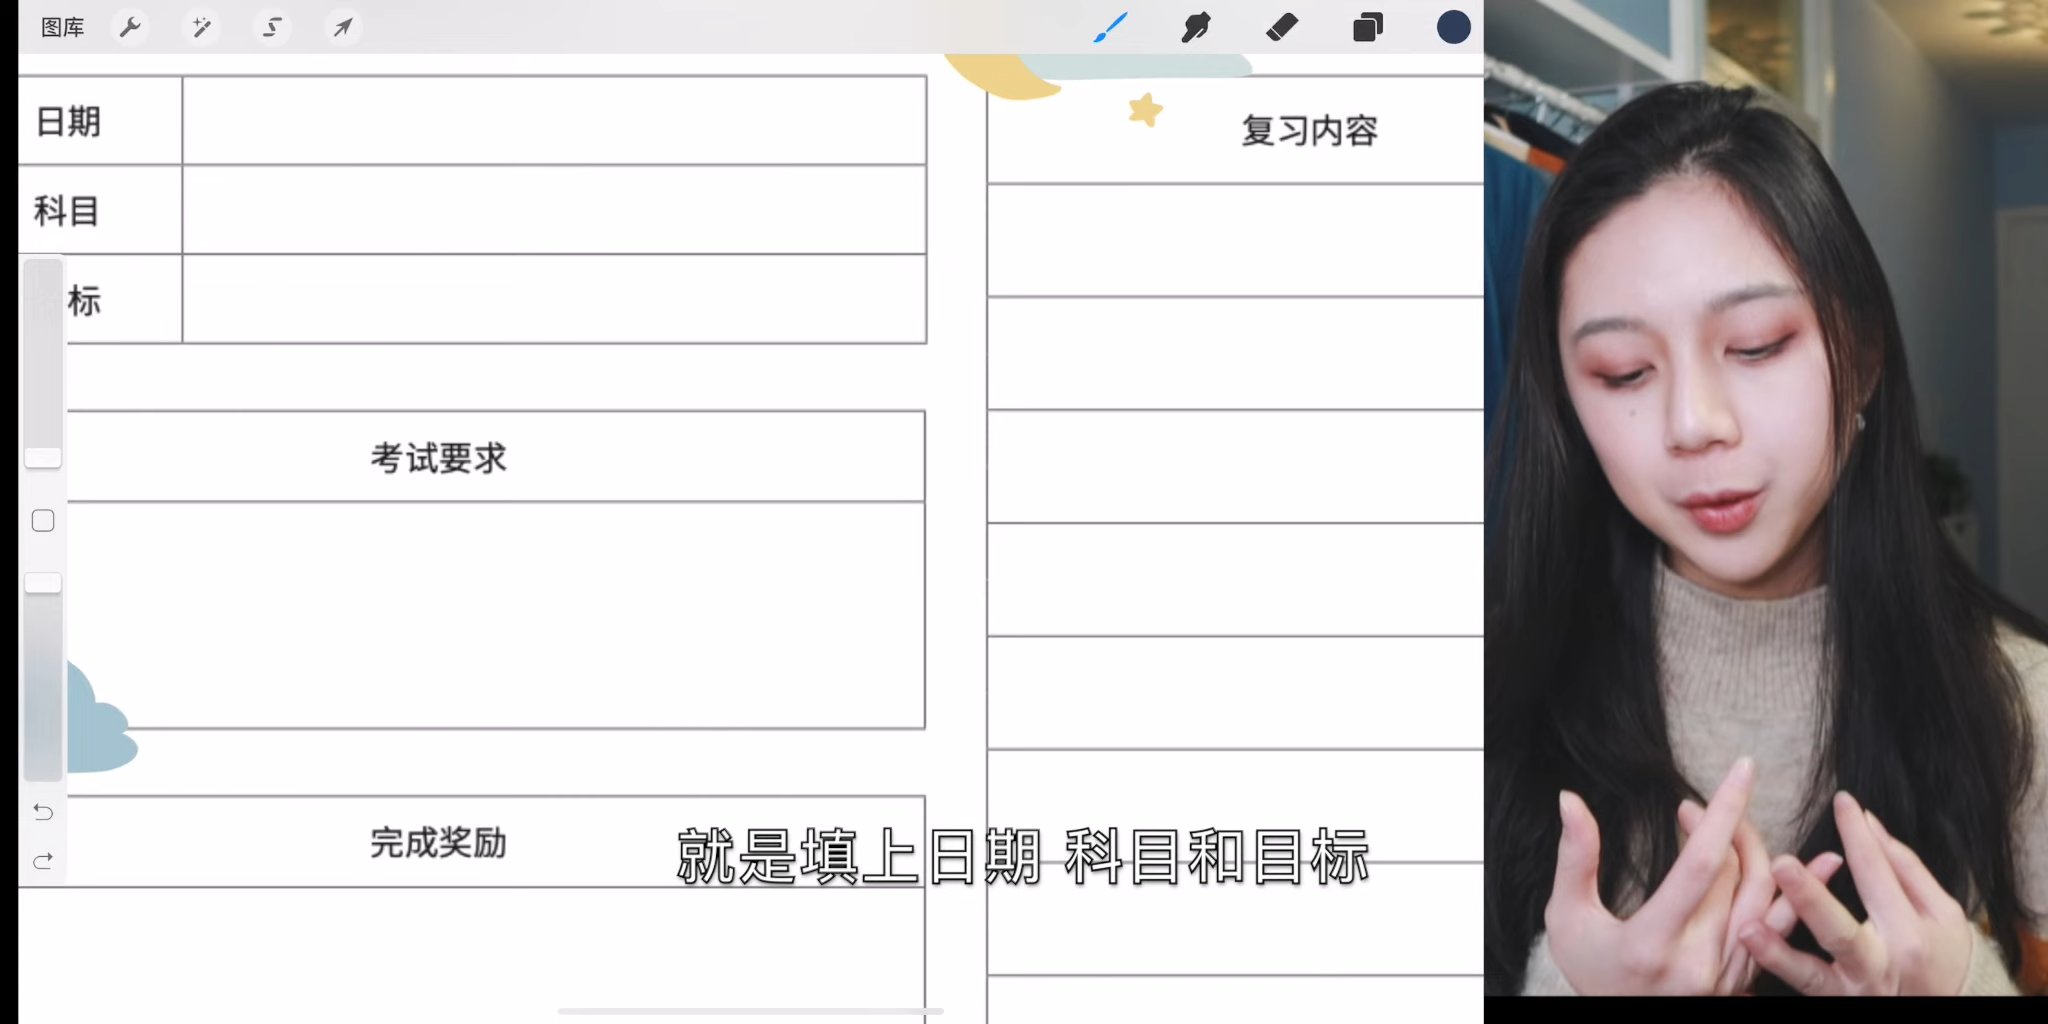 图库
日期
科目
标
考试要求
完成奖励
复习内容
就是填上日期 科目和目标